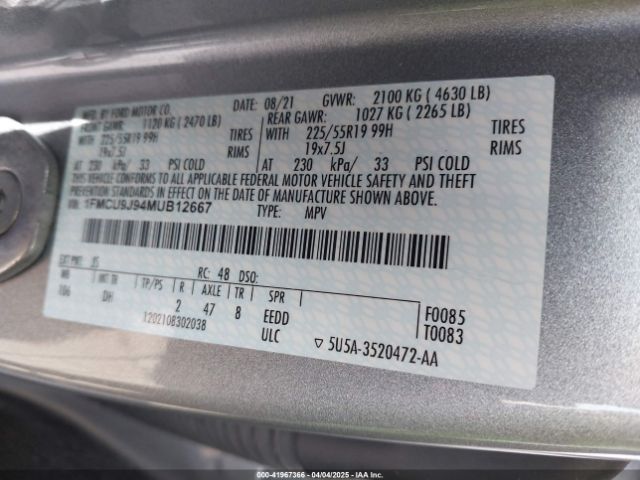 MFD. BY FORD MOTOR CO. DATE: 08/21 GVWR: 2100 KG ( 4630 LB)
FRONT GAWR: 1120 KG ( 2470 LB) REAR GAWR: 1027 KG ( 2265 LB)
225/55R19 99H TIRES WITH 225/55R19 99H TIRES
19x7.5J RIMS 19x7.5J RIMS
AT 230 kPa/ 33 PSI COLD AT 230 kPa/ 33 PSI COLD
THIS VEHICLE CONFORMS TO ALL APPLICABLE FEDERAL MOTOR VEHICLE SAFETY AND THEFT
PREVENTION STANDARDS IN EFFECT ON THE DATE OF MANUFACTURE SHOWN ABOVE.
VIN: 1FMCU9J94MUB12667 TYPE: MPV
EXT PNT: JS RC: 48 DSO:
WB INT TR TP/PS R AXLE TR SPR
106 DH 2 47 8 EEDD F0085
1202108302038 ULC T0083
▽ 5U5A-3520472-AA
© 41967366 - 04/04/2025 - IAAI.com